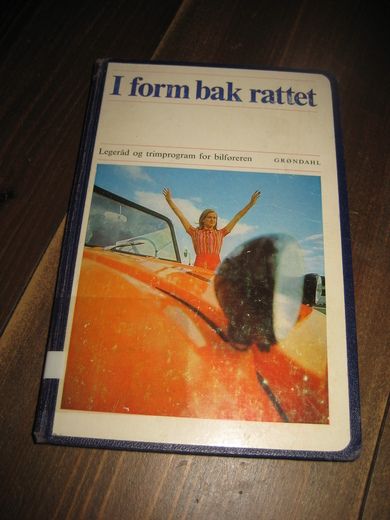 I form bak rattet
Legeråd og trimprogram for bilføreren GRØNDAHL